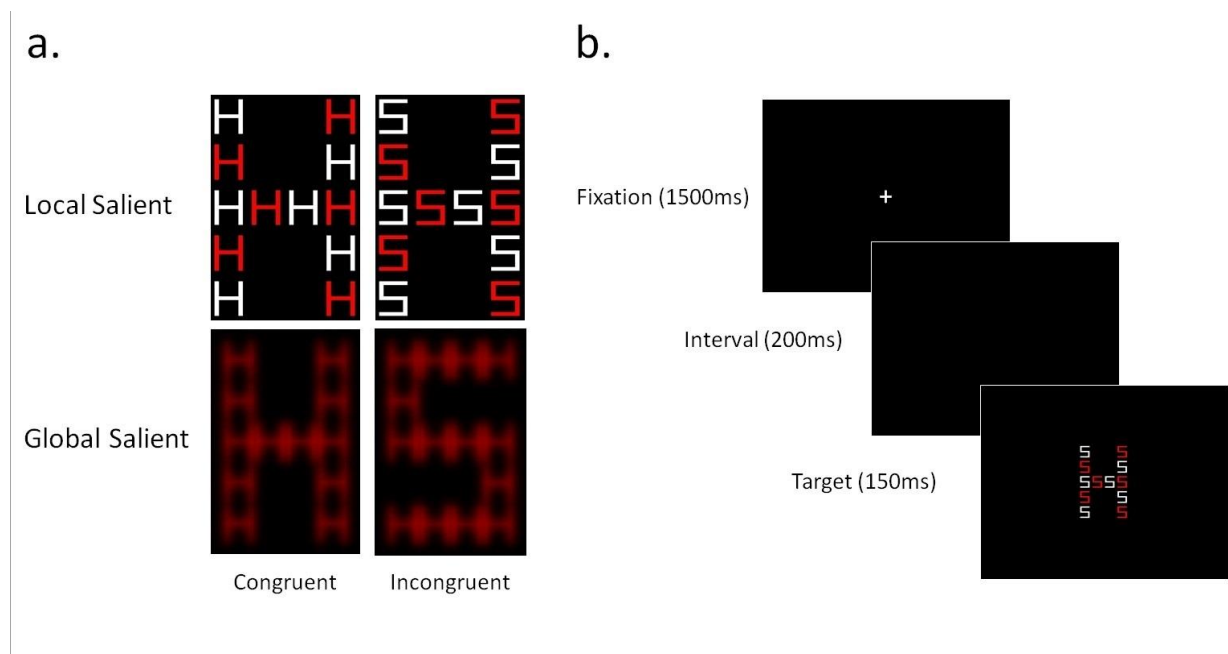 a.
H H
H H
H H H H
H H
H H
S S
S S
S S S S
S S
S S
Local Salient
Global Salient
Congruent
Incongruent
b.
Fixation (1500ms)
+
Interval (200ms)
Target (150ms)
S S
S S
S S S S
S S
S S